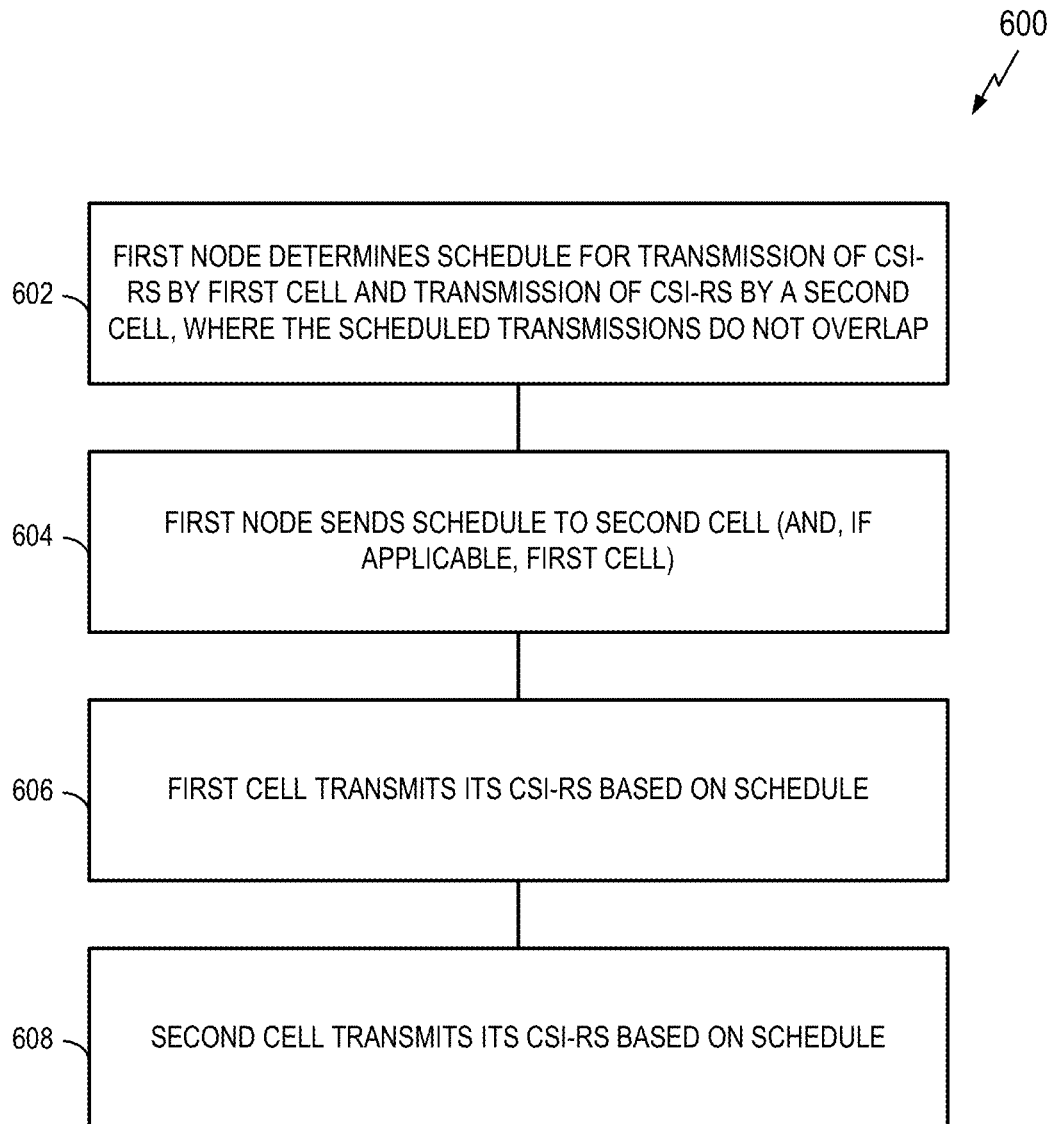 600
602
FIRST NODE DETERMINES SCHEDULE FOR TRANSMISSION OF CSI-
RS BY FIRST CELL AND TRANSMISSION OF CSI-RS BY A SECOND
CELL, WHERE THE SCHEDULED TRANSMISSIONS DO NOT OVERLAP
604
FIRST NODE SENDS SCHEDULE TO SECOND CELL (AND, IF
APPLICABLE, FIRST CELL)
606
FIRST CELL TRANSMITS ITS CSI-RS BASED ON SCHEDULE
608
SECOND CELL TRANSMITS ITS CSI-RS BASED ON SCHEDULE